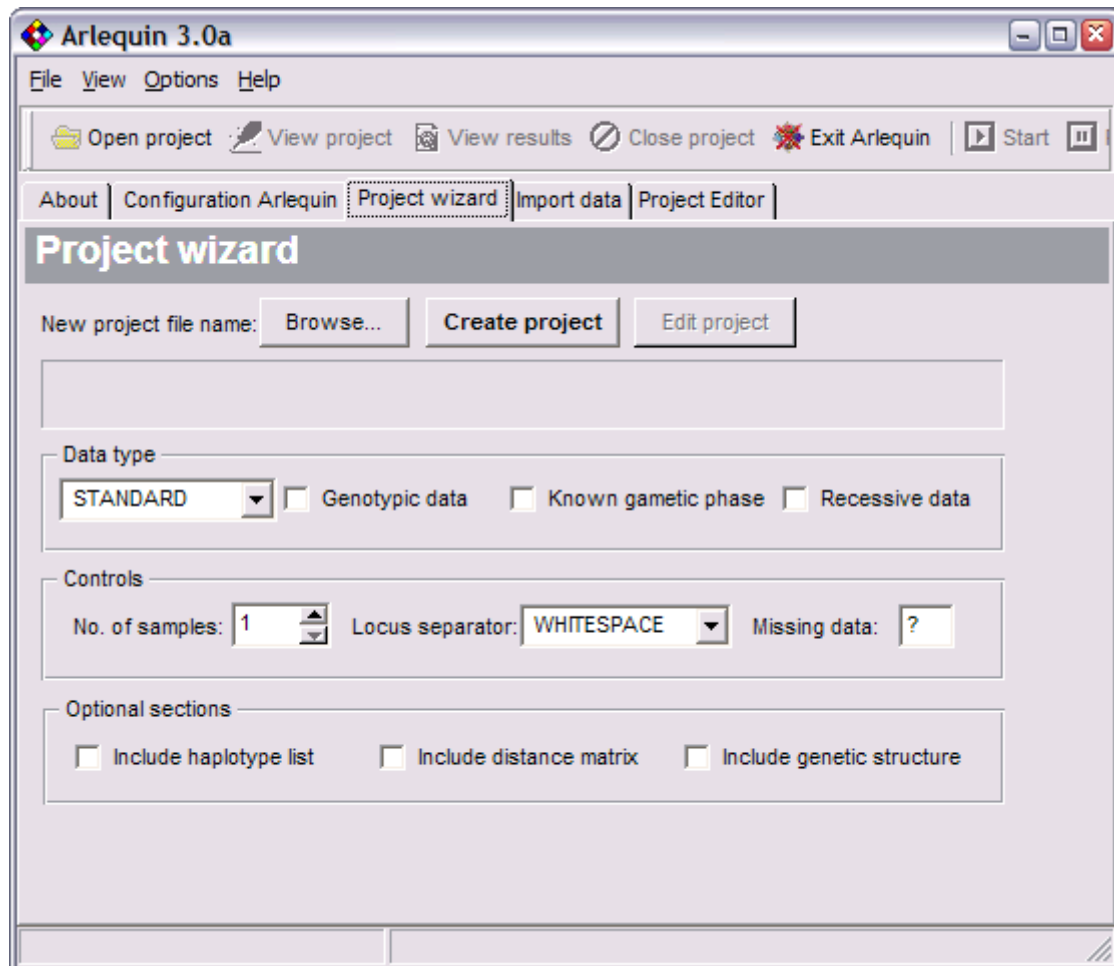 Arlequin 3.0a
File View Options Help
Open project View project View results Close project Exit Arlequin Start
About Configuration Arlequin Project wizard Import data Project Editor
Project wizard
New project file name: Browse... Create project Edit project
Data type
STANDARD Genotypic data Known gametic phase Recessive data
Controls
No. of samples: 1 Locus separator: WHITESPACE Missing data: ?
Optional sections
Include haplotype list Include distance matrix Include genetic structure